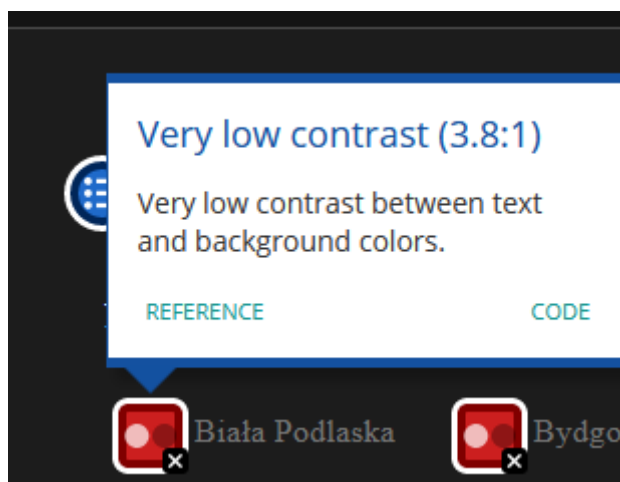 Very low contrast (3.8:1)
Very low contrast between text
and background colors.
REFERENCE CODE
Biała Podlaska Bydgo